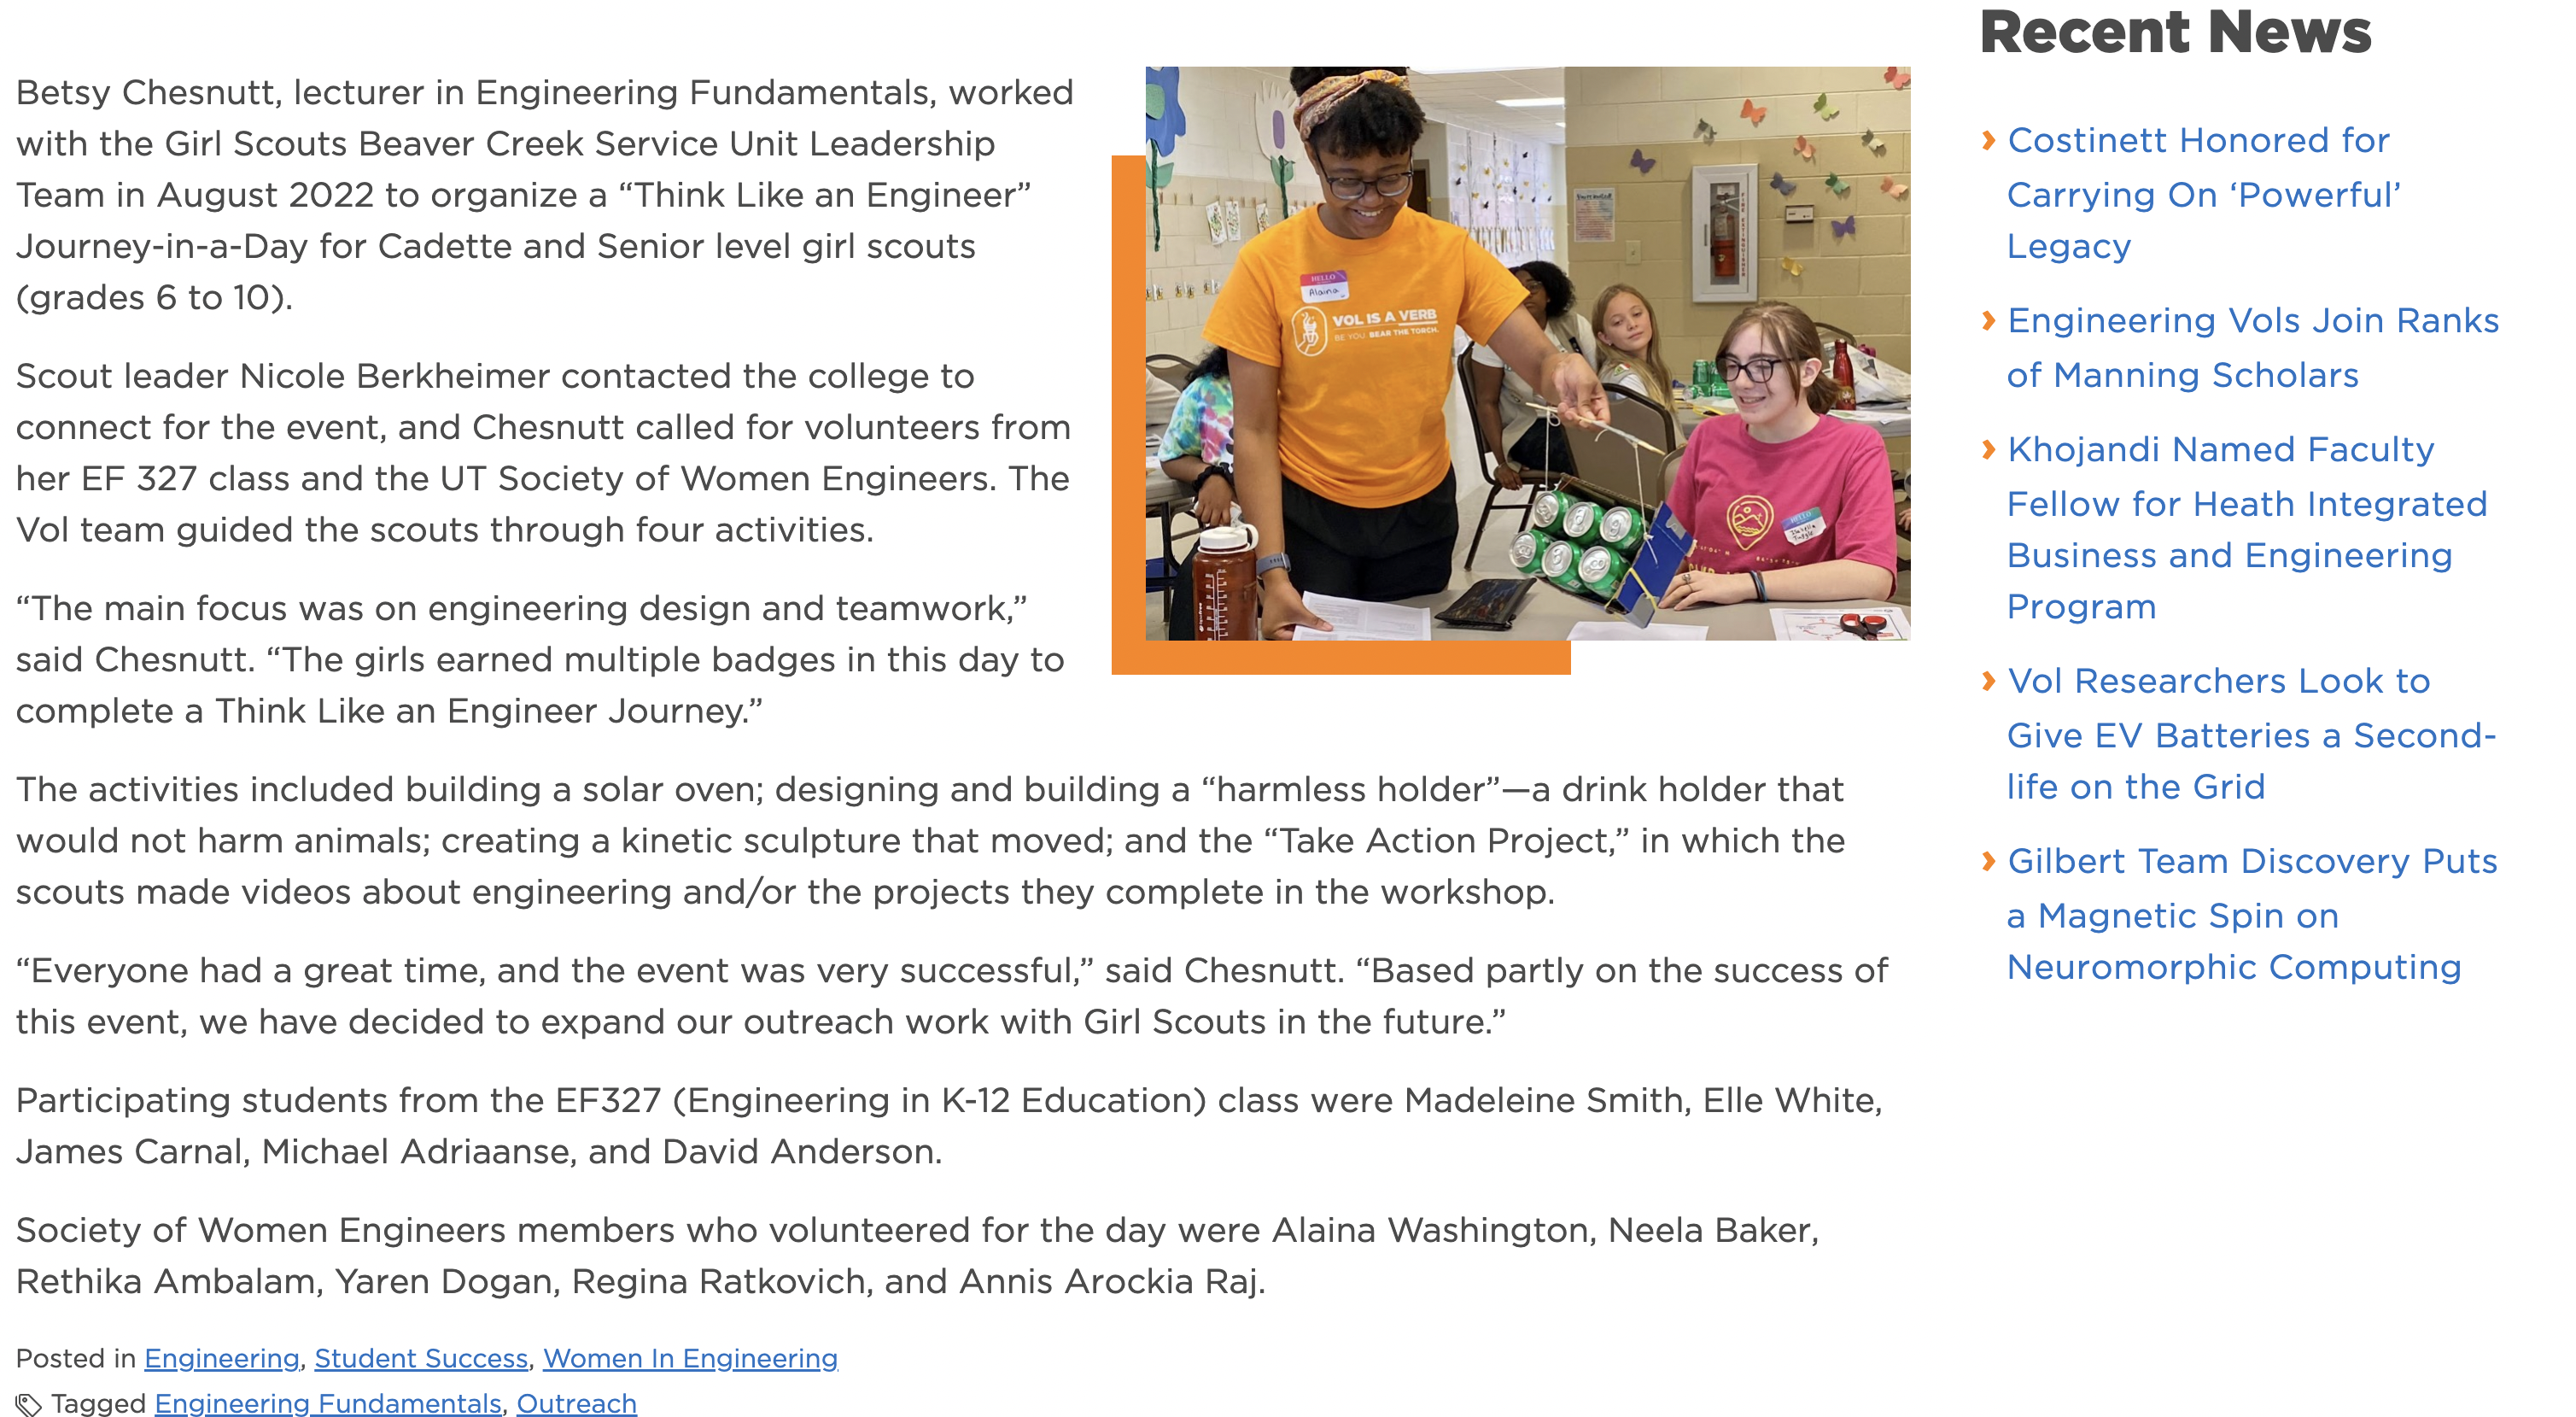 Recent News
Betsy Chesnutt, lecturer in Engineering Fundamentals, worked
with the Girl Scouts Beaver Creek Service Unit Leadership
Team in August 2022 to organize a “Think Like an Engineer”
Journey-in-a-Day for Cadette and Senior level girl scouts
(grades 6 to 10).
Scout leader Nicole Berkheimer contacted the college to
connect for the event, and Chesnutt called for volunteers from
her EF 327 class and the UT Society of Women Engineers. The
Vol team guided the scouts through four activities.
“The main focus was on engineering design and teamwork,”
said Chesnutt. “The girls earned multiple badges in this day to
complete a Think Like an Engineer Journey.”
HELLO
Alaina
VOL IS A VERB
BE YOU. BEAR THE TORCH.
FIRE EXTINGUISHER
HELLO
The activities included building a solar oven; designing and building a “harmless holder”—a drink holder that
would not harm animals; creating a kinetic sculpture that moved; and the “Take Action Project,” in which the
scouts made videos about engineering and/or the projects they complete in the workshop.
“Everyone had a great time, and the event was very successful,” said Chesnutt. “Based partly on the success of
this event, we have decided to expand our outreach work with Girl Scouts in the future.”
Participating students from the EF327 (Engineering in K-12 Education) class were Madeleine Smith, Elle White,
James Carnal, Michael Adriaanse, and David Anderson.
Society of Women Engineers members who volunteered for the day were Alaina Washington, Neela Baker,
Rethika Ambalam, Yaren Dogan, Regina Ratkovich, and Annis Arockia Raj.
Posted in Engineering, Student Success, Women In Engineering
Tagged Engineering Fundamentals, Outreach
› Costinett Honored for
Carrying On ‘Powerful’
Legacy
› Engineering Vols Join Ranks
of Manning Scholars
› Khojandi Named Faculty
Fellow for Heath Integrated
Business and Engineering
Program
› Vol Researchers Look to
Give EV Batteries a Second-
life on the Grid
› Gilbert Team Discovery Puts
a Magnetic Spin on
Neuromorphic Computing